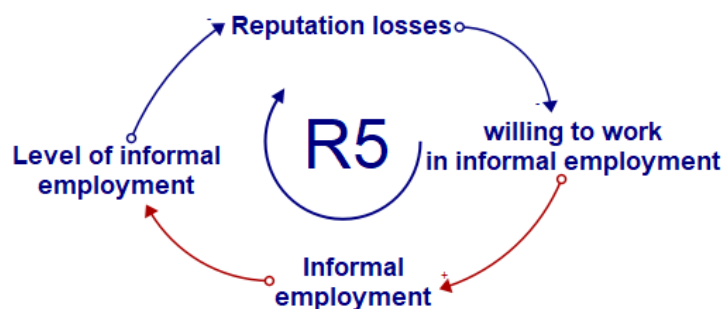 -
Reputation losses
R5
-
willing to work
in informal employment
Level of informal
employment
Informal
employment
+